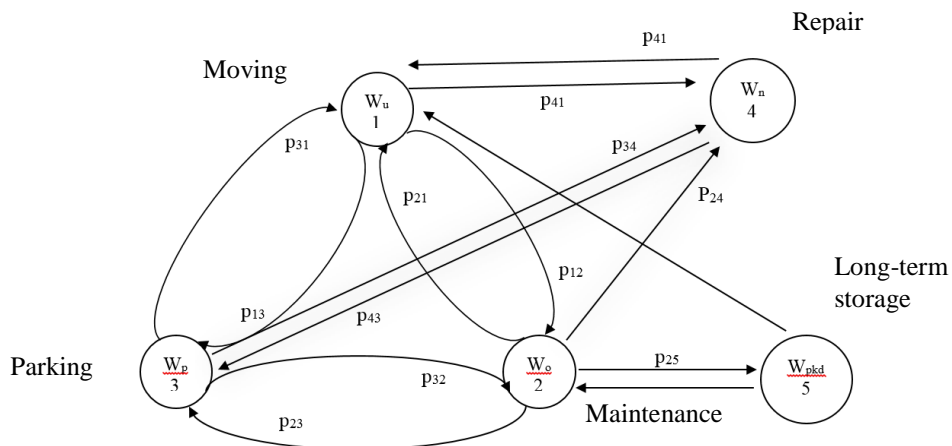 Repair
p₄₁
Moving
Wᵤ
1
Wₙ
4
p₄₁
p₃₁
p₃₄
p₂₁
P₂₄
p₁₂
Long-term
storage
p₁₃
p₄₃
Parking
Wₚ
3
p₃₂
Wₒ
2
p₂₅
Wₚₖd
5
Maintenance
p₂₃